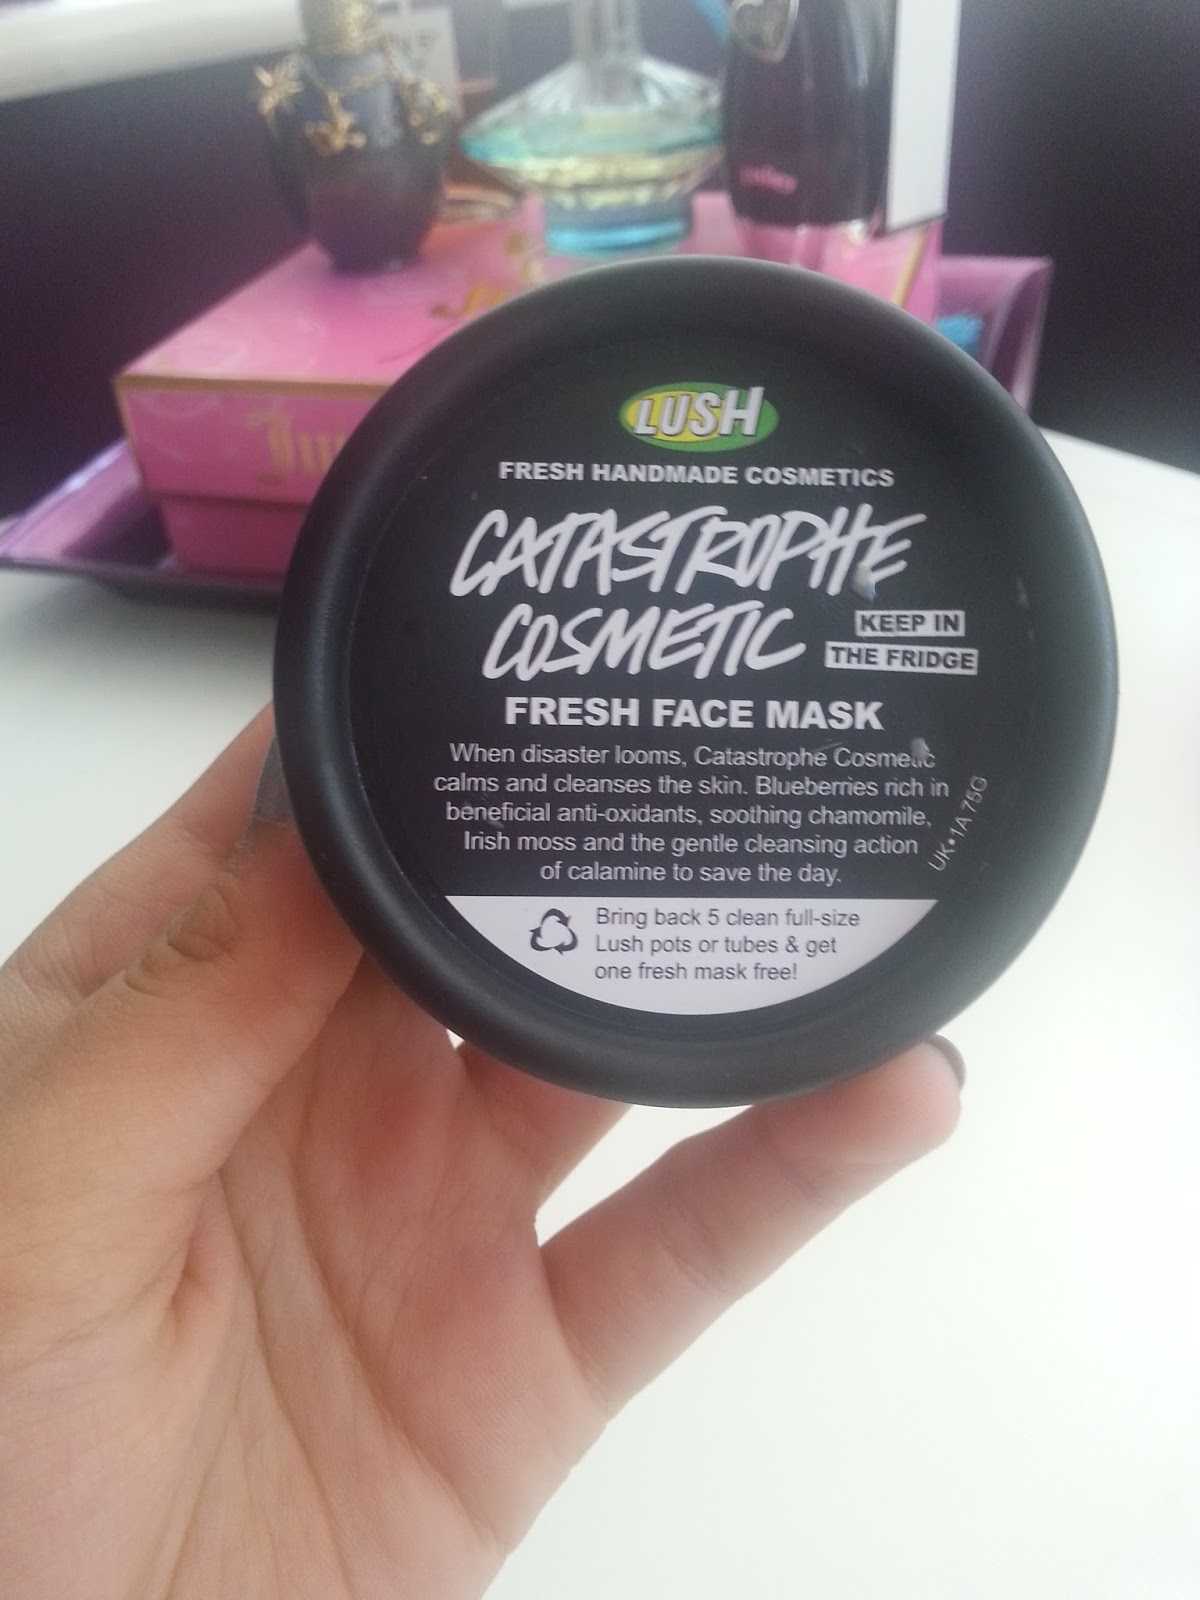 LUSH
FRESH HANDMADE COSMETICS
CATASTROPHE
COSMETIC
KEEP IN
THE FRIDGE
FRESH FACE MASK
When disaster looms, Catastrophe Cosmetic
calms and cleanses the skin. Blueberries rich in
beneficial anti-oxidants, soothing chamomile,
Irish moss and the gentle cleansing action
of calamine to save the day.
UK•1A75G
Bring back 5 clean full-size
Lush pots or tubes & get
one fresh mask free!